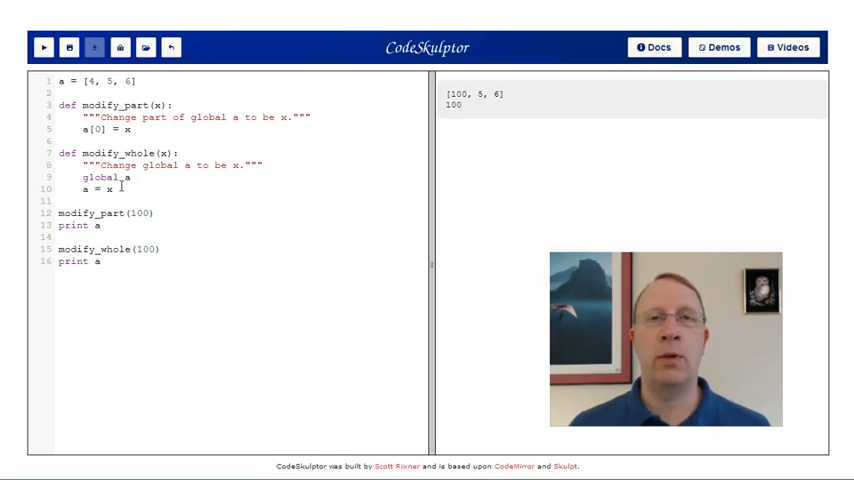 CodeSkulptor
Docs
Demos
Videos
1 a = [4, 5, 6]
2
3 def modify_part(x):
4 """Change part of global a to be x."""
5 a[0] = x
6
7 def modify_whole(x):
8 """Change global a to be x."""
9 global a
10 a = x
11
12 modify_part(100)
13 print a
14
15 modify_whole(100)
16 print a
[100, 5, 6]
100
CodeSkulptor was built by Scott Rixner and is based upon CodeMirror and Skulpt.